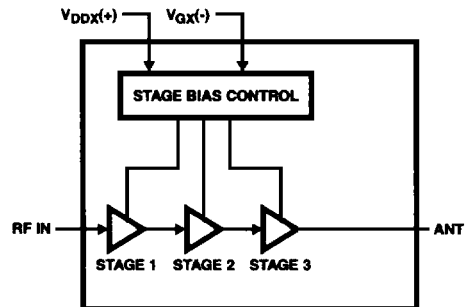 VDDX(+) VGX(-)
STAGE BIAS CONTROL
RF IN
ANT
STAGE 1 STAGE 2 STAGE 3